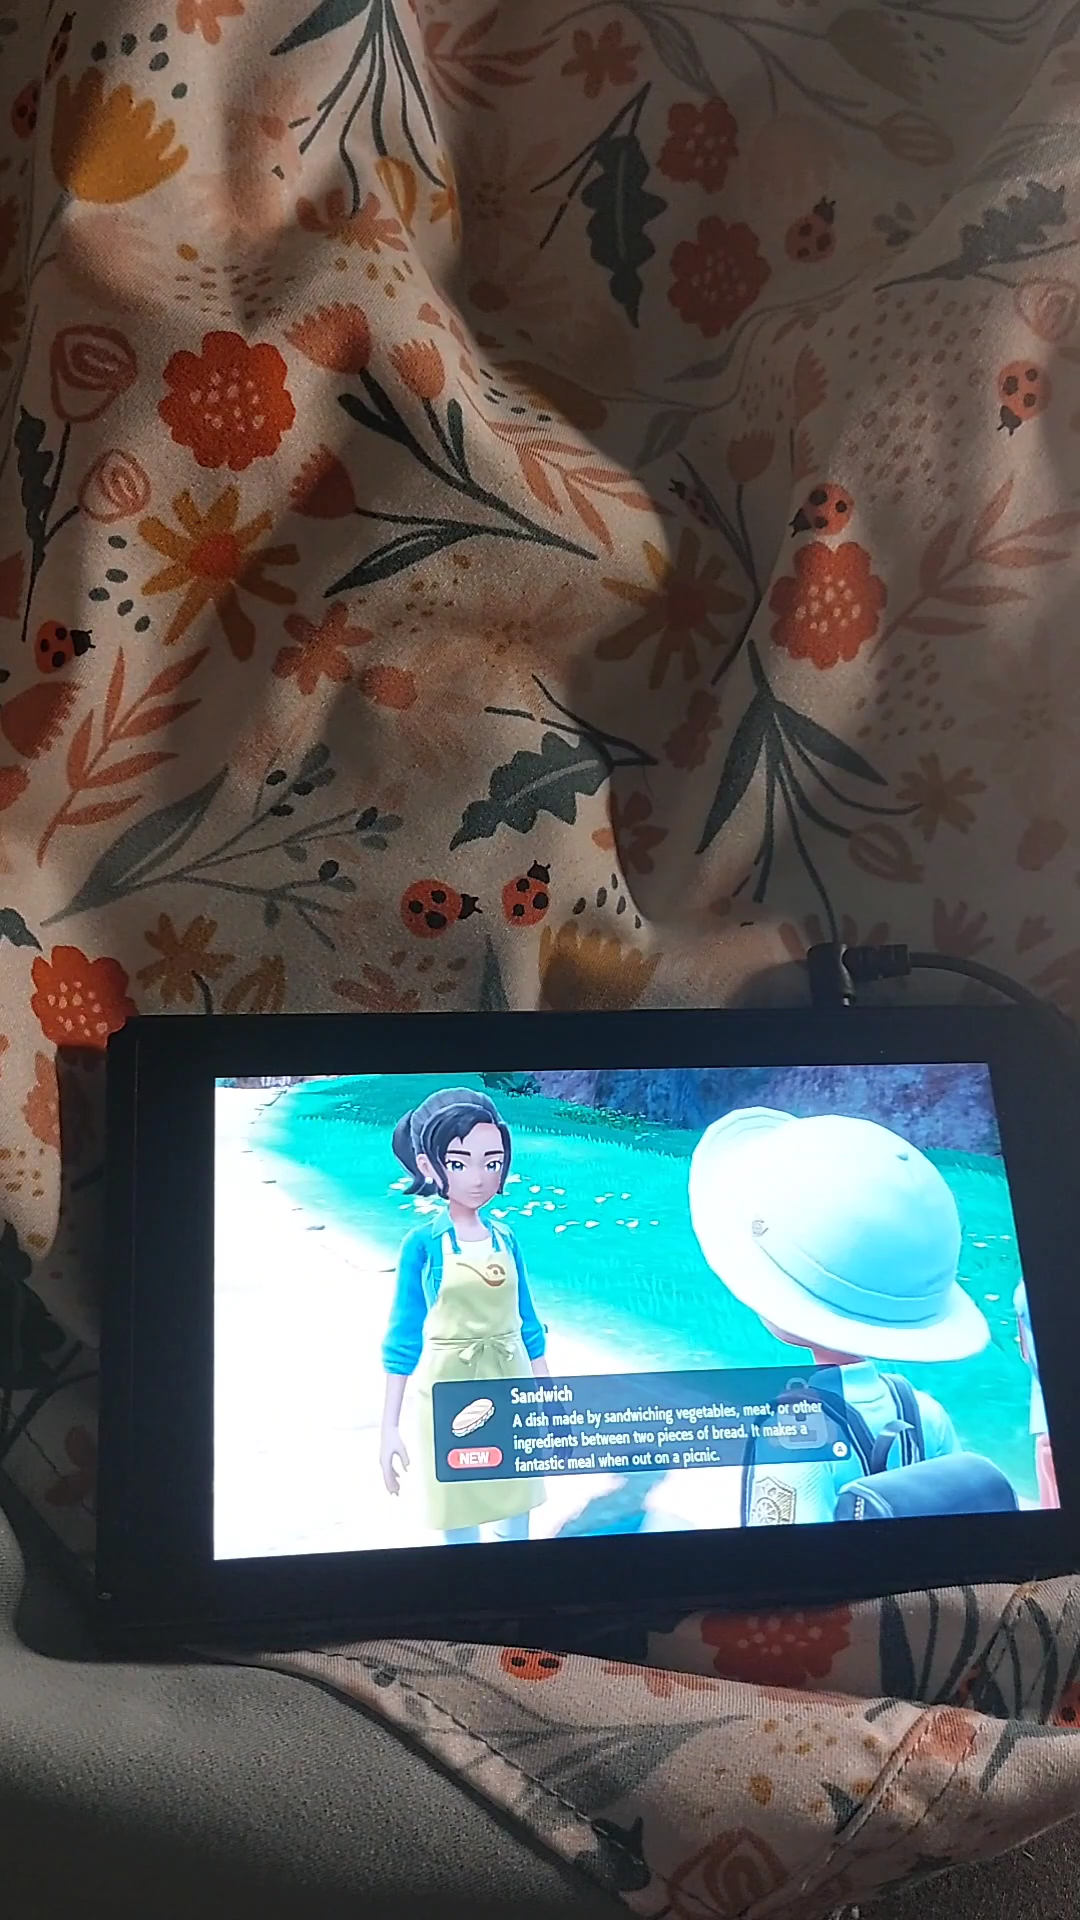 Sandwich
A dish made by sandwiching vegetables, meat, or other
ingredients between two pieces of bread. It makes a
fantastic meal when out on a picnic.
NEW
A